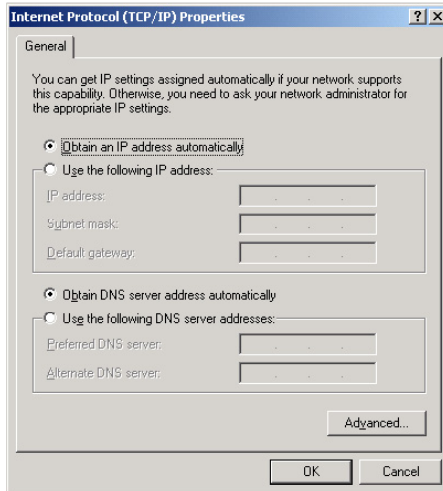 Internet Protocol (TCP/IP) Properties
General
You can get IP settings assigned automatically if your network supports
this capability. Otherwise, you need to ask your network administrator for
the appropriate IP settings.
Obtain an IP address automatically
Use the following IP address:
IP address:
Subnet mask:
Default gateway:
Obtain DNS server address automatically
Use the following DNS server addresses:
Preferred DNS server:
Alternate DNS server:
Advanced...
OK Cancel